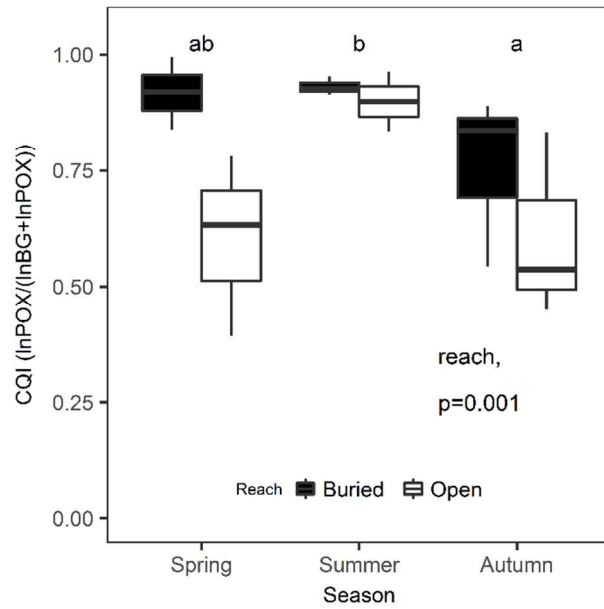 ab b a
1.00
0.75
0.50
0.25
0.00
CQI (lnPOX/(lnBG+lnPOX))
reach,
p=0.001
Reach Buried Open
Spring Summer Autumn
Season